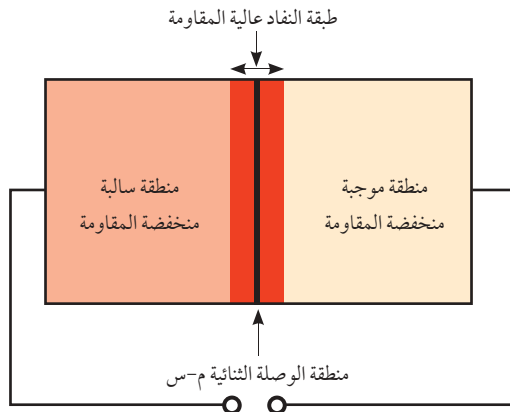 طبقة النفاد عالية المقاومة
منطقة موجبة
منخفضة المقاومة
منطقة سالبة
منخفضة المقاومة
منطقة الوصلة الثنائية م-س